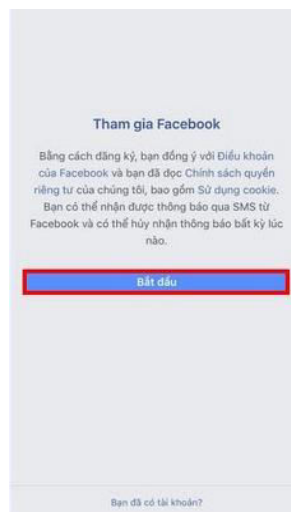 Tham gia Facebook
Bằng cách đăng ký, bạn đồng ý với Điều khoản
của Facebook và bạn đã đọc Chính sách quyền
riêng tư của chúng tôi, bao gồm Sử dụng cookie.
Bạn có thể nhận được thông báo qua SMS từ
Facebook và có thể hủy nhận thông báo bất kỳ lúc
nào.
Bắt đầu
Bạn đã có tài khoản?